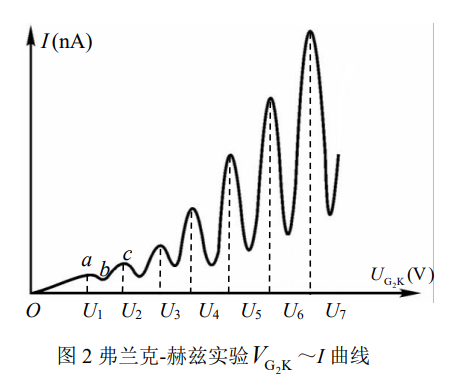 I (nA)
a
b
c
U_{G₂K}(V)
O U₁ U₂ U₃ U₄ U₅ U₆ U₇
图 2 弗兰克-赫兹实验V_{G₂K} ~I 曲线